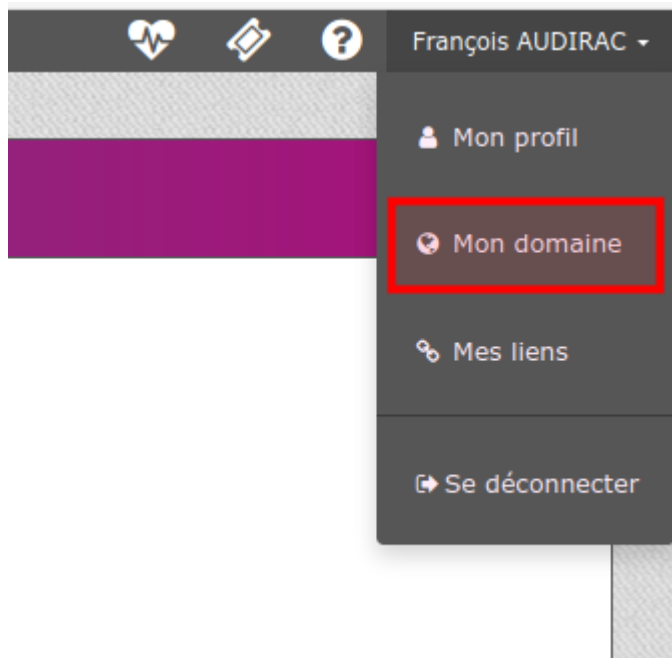 François AUDIRAC
Mon profil
Mon domaine
Mes liens
Se déconnecter